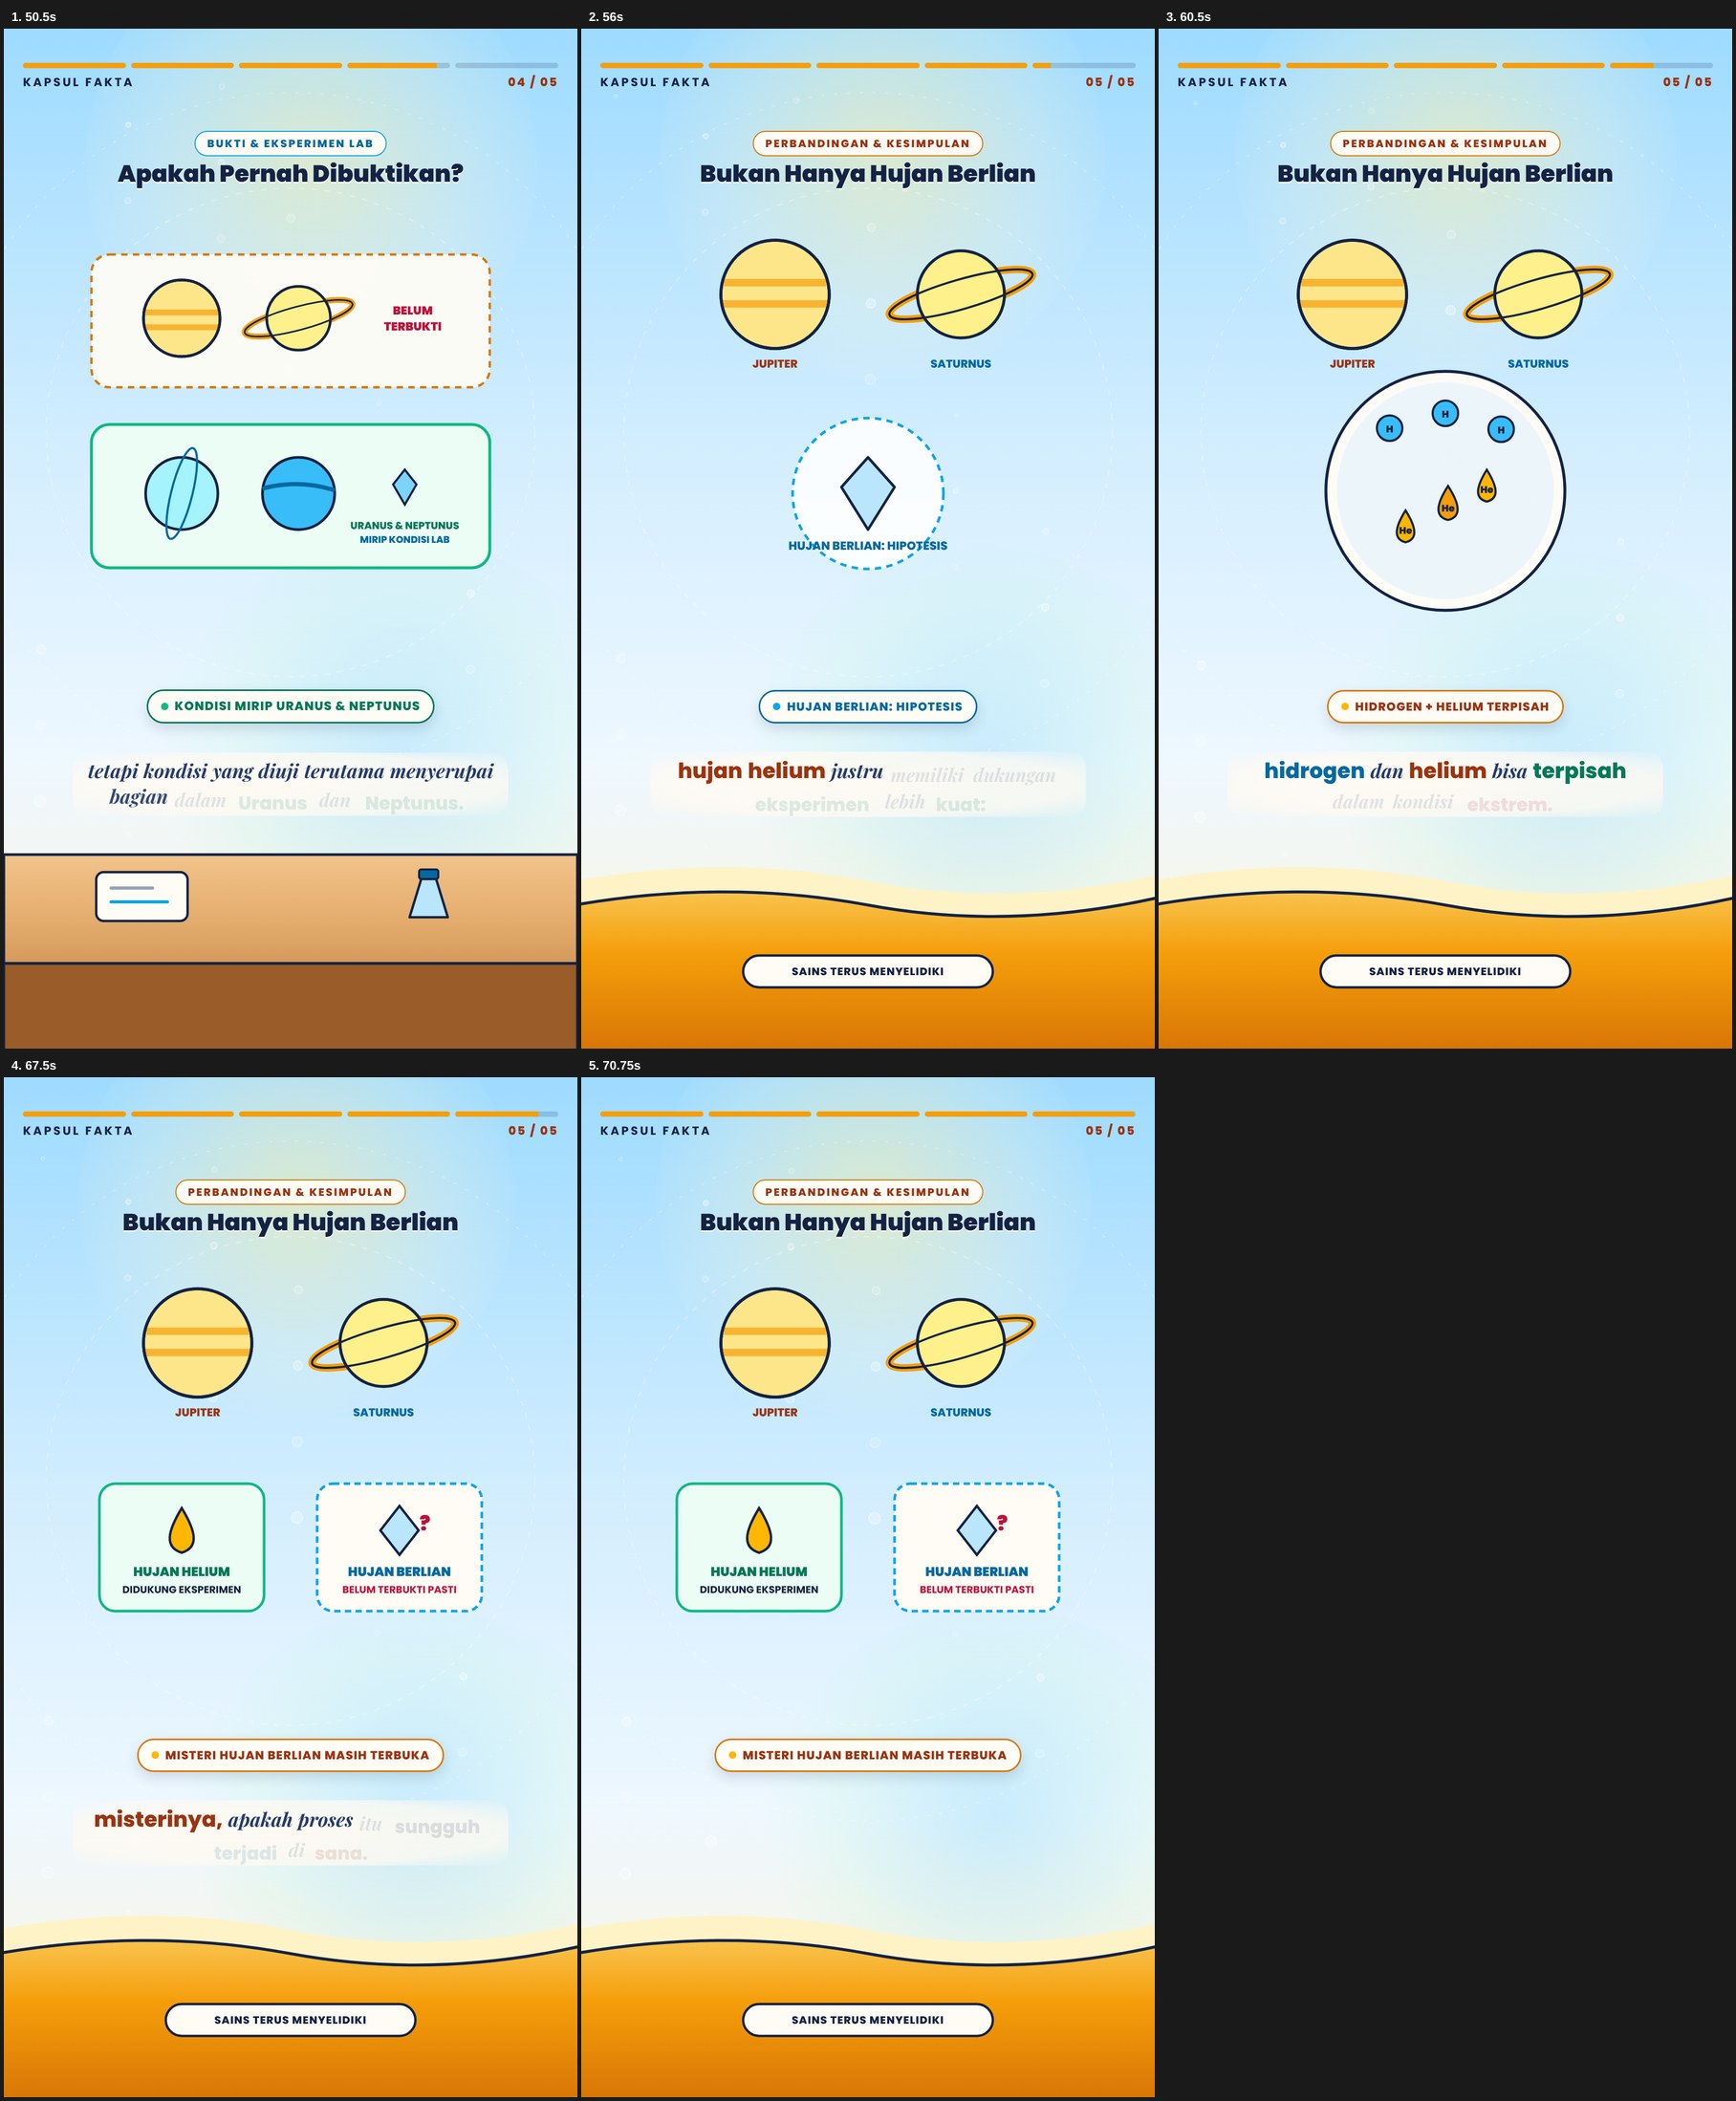 1. 50.5s
KAPSUL FAKTA
04 / 05
BUKTI & EKSPERIMEN LAB
Apakah Pernah Dibuktikan?
BELUM
TERBUKTI
URANUS & NEPTUNUS
MIRIP KONDISI LAB
KONDISI MIRIP URANUS & NEPTUNUS
tetapi kondisi yang diuji terutama menyerupai
bagian dalam Uranus dan Neptunus.
2. 56s
KAPSUL FAKTA
05 / 05
PERBANDINGAN & KESIMPULAN
Bukan Hanya Hujan Berlian
JUPITER
SATURNUS
HUJAN BERLIAN: HIPOTESIS
HUJAN BERLIAN: HIPOTESIS
hujan helium justru memiliki dukungan
eksperimen lebih kuat:
SAINS TERUS MENYELIDIKI
3. 60.5s
KAPSUL FAKTA
05 / 05
PERBANDINGAN & KESIMPULAN
Bukan Hanya Hujan Berlian
JUPITER
SATURNUS
H
H
H
He
He
He
HIDROGEN + HELIUM TERPISAH
hidrogen dan helium bisa terpisah
dalam kondisi ekstrem.
SAINS TERUS MENYELIDIKI
4. 67.5s
KAPSUL FAKTA
05 / 05
PERBANDINGAN & KESIMPULAN
Bukan Hanya Hujan Berlian
JUPITER
SATURNUS
HUJAN HELIUM
DIDUKUNG EKSPERIMEN
?
HUJAN BERLIAN
BELUM TERBUKTI PASTI
MISTERI HUJAN BERLIAN MASIH TERBUKA
misterinya, apakah proses itu sungguh
terjadi di sana.
SAINS TERUS MENYELIDIKI
5. 70.75s
KAPSUL FAKTA
05 / 05
PERBANDINGAN & KESIMPULAN
Bukan Hanya Hujan Berlian
JUPITER
SATURNUS
HUJAN HELIUM
DIDUKUNG EKSPERIMEN
?
HUJAN BERLIAN
BELUM TERBUKTI PASTI
MISTERI HUJAN BERLIAN MASIH TERBUKA
SAINS TERUS MENYELIDIKI